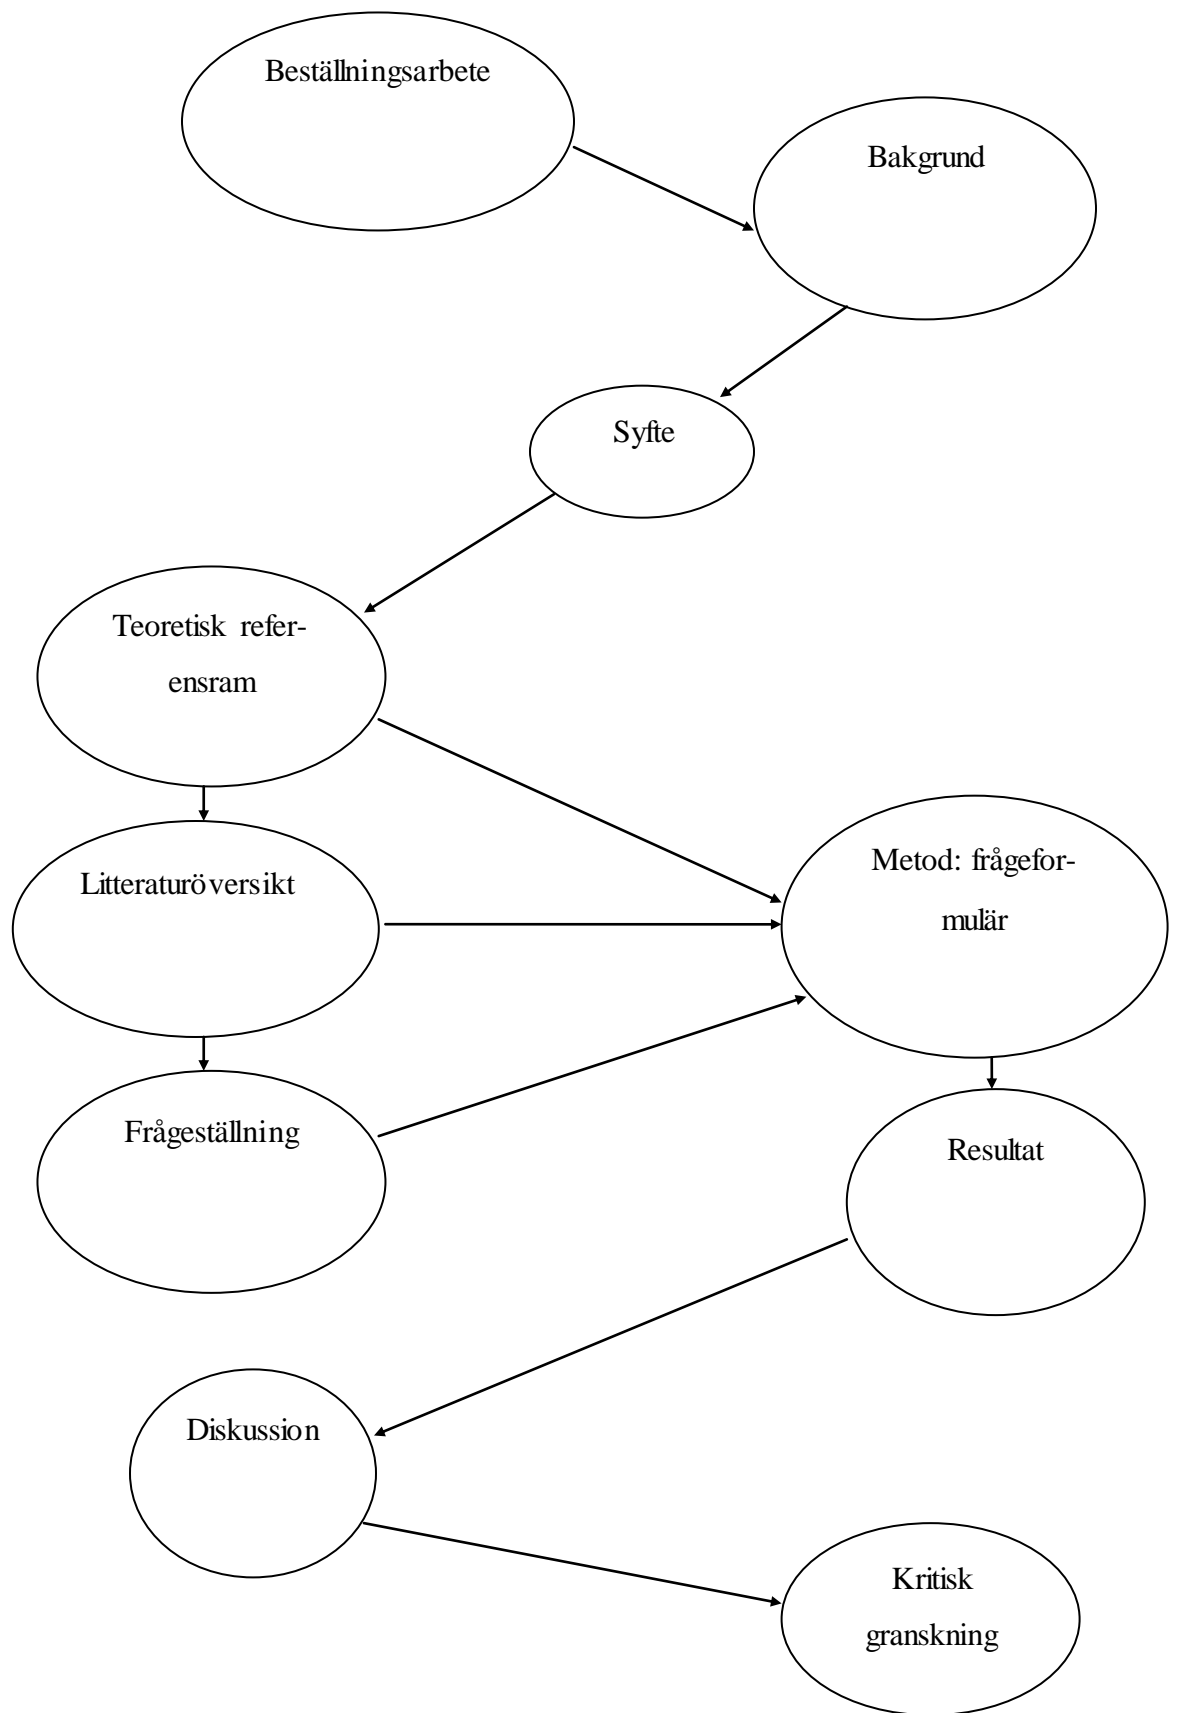 Beställningsarbete
Bakgrund
Syfte
Teoretisk refer-
ensram
Litteraturöversikt
Metod: frågefor-
mulär
Frågeställning
Resultat
Diskussion
Kritisk
granskning